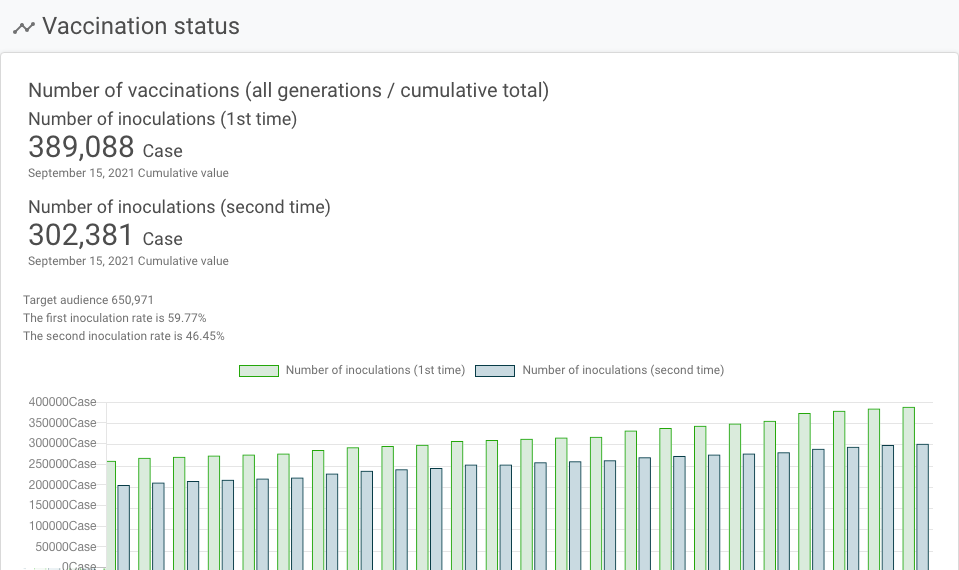 Vaccination status
Number of vaccinations (all generations / cumulative total)
Number of inoculations (1st time)
389,088 Case
September 15, 2021 Cumulative value
Number of inoculations (second time)
302,381 Case
September 15, 2021 Cumulative value
Target audience 650,971
The first inoculation rate is 59.77%
The second inoculation rate is 46.45%
Number of inoculations (1st time) Number of inoculations (second time)
400000Case
350000Case
300000Case
250000Case
200000Case
150000Case
100000Case
50000Case
0Case